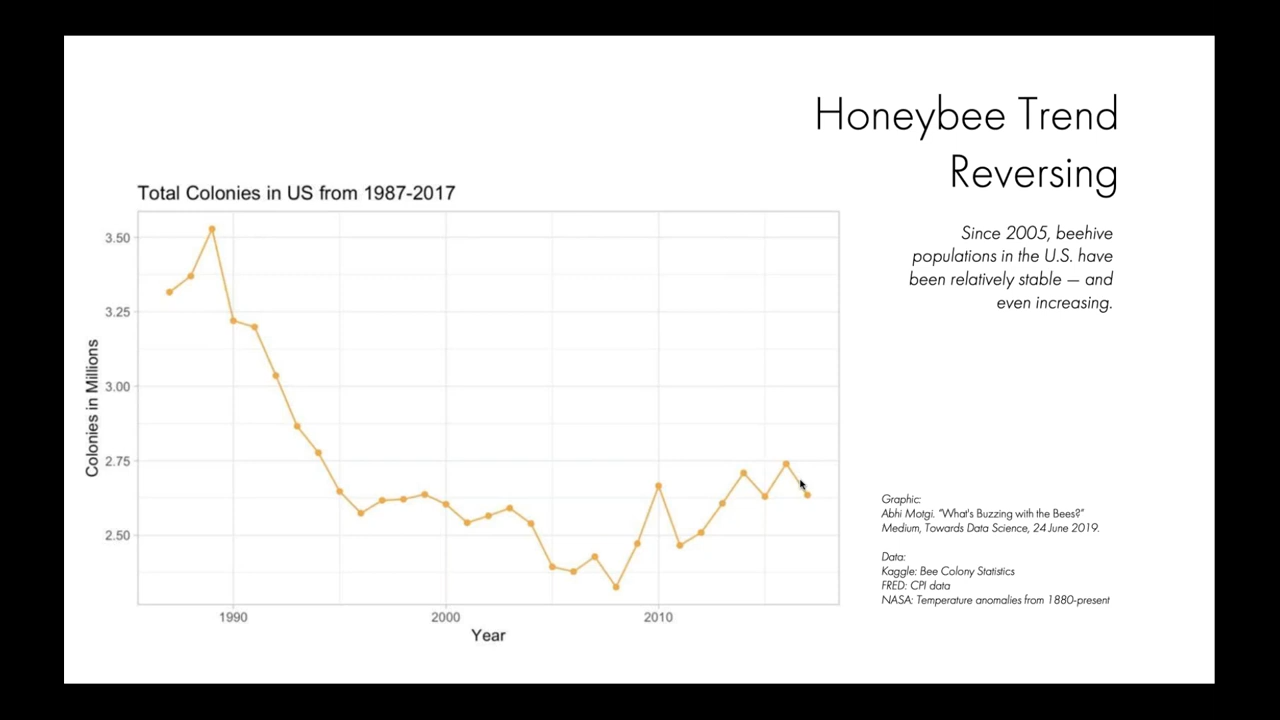 Honeybee Trend
Reversing
Since 2005, beehive
populations in the U.S. have
been relatively stable — and
even increasing.
Total Colonies in US from 1987-2017
Colonies in Millions
3.50
3.25
3.00
2.75
2.50
1990
2000
2010
Year
Graphic:
Abhi Motgi. "What's Buzzing with the Bees?"
Medium, Towards Data Science, 24 June 2019.
Data:
Kaggle: Bee Colony Statistics
FRED: CPI data
NASA: Temperature anomalies from 1880-present